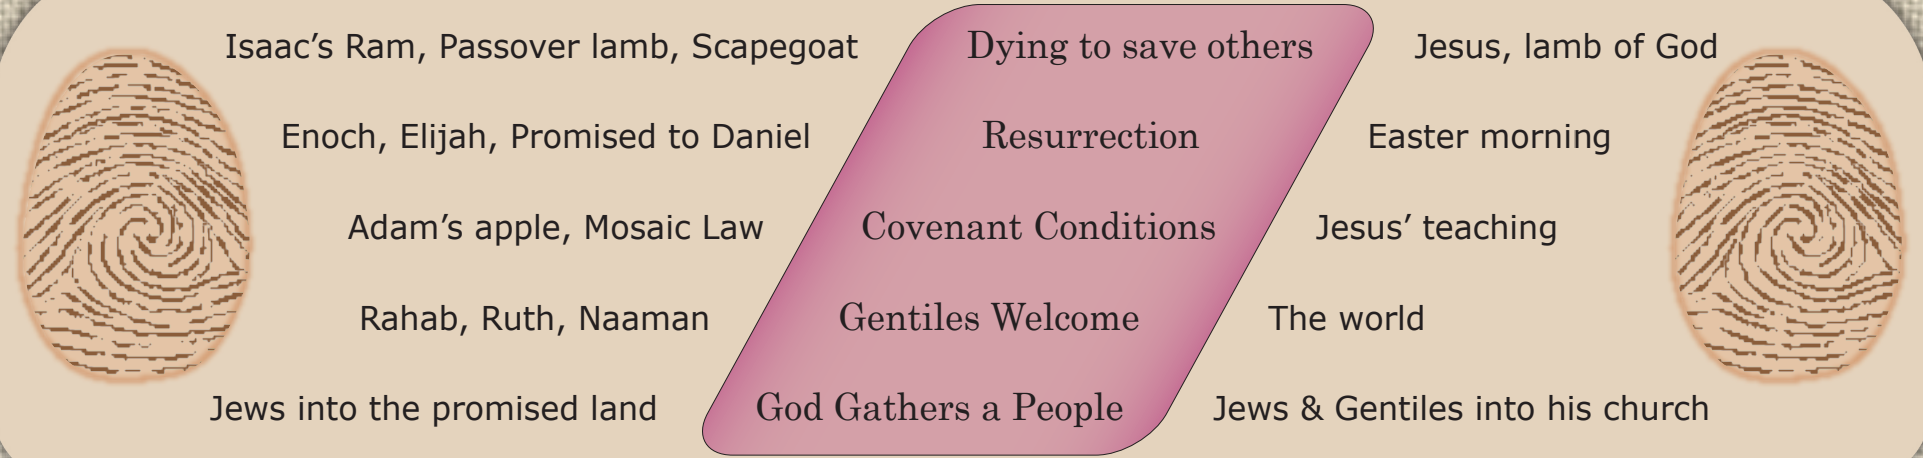 Isaac's Ram, Passover lamb, Scapegoat Dying to save others Jesus, lamb of God
Enoch, Elijah, Promised to Daniel Resurrection Easter morning
Adam's apple, Mosaic Law Covenant Conditions Jesus' teaching
Rahab, Ruth, Naaman Gentiles Welcome The world
Jews into the promised land God Gathers a People Jews & Gentiles into his church